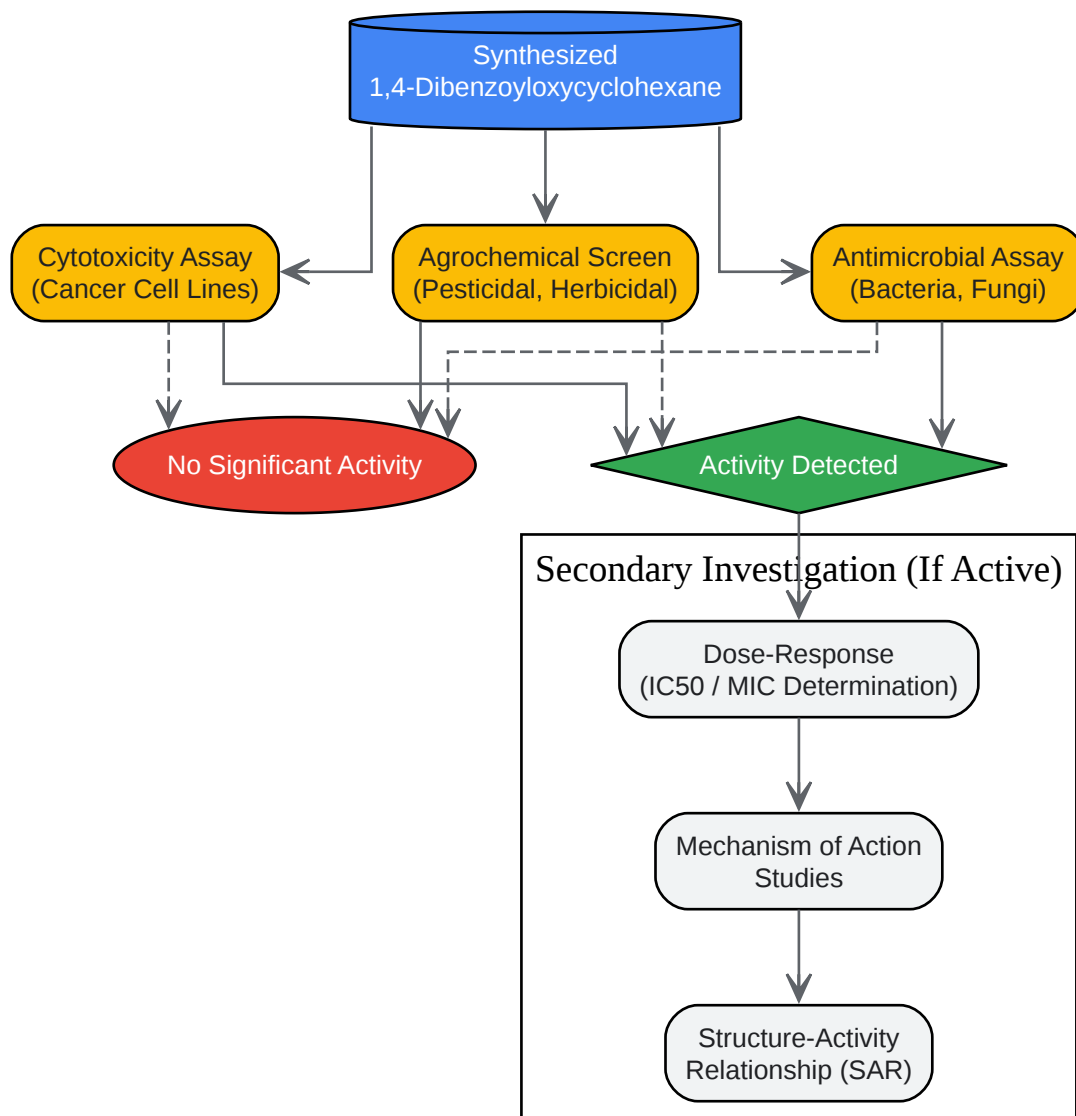 Synthesized
1,4-Dibenzoyloxycyclohexane
Cytotoxicity Assay
(Cancer Cell Lines)
Agrochemical Screen
(Pesticidal, Herbicidal)
Antimicrobial Assay
(Bacteria, Fungi)
No Significant Activity
Activity Detected
Secondary Investigation (If Active)
Dose-Response
(IC50 / MIC Determination)
Mechanism of Action
Studies
Structure-Activity
Relationship (SAR)